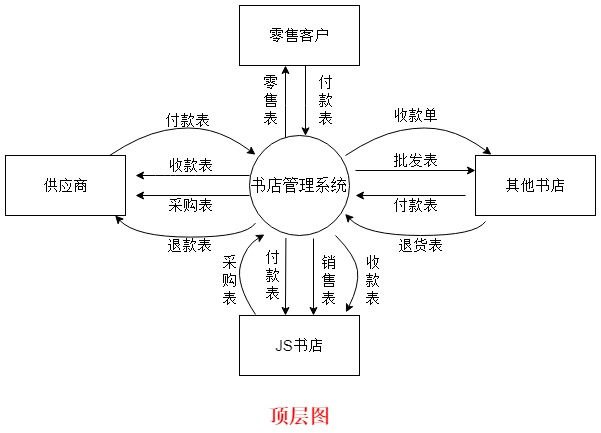 零售客户
零售表
付款表
付款表
收款单
收款表
批发表
供应商
书店管理系统
其他书店
采购表
付款表
退款表
退货表
采购表
付款表
销售表
收款表
JS书店
顶层图